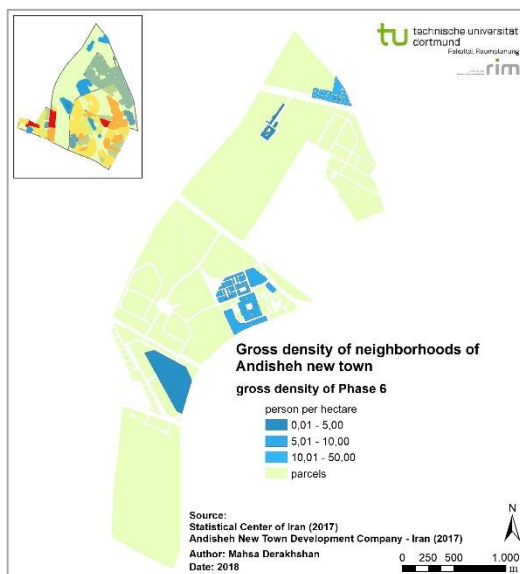 tu technische universität
dortmund
Fakultät Raumplanung
rim
Gross density of neighborhoods of
Andisheh new town
gross density of Phase 6
person per hectare
0,01 - 5,00
5,01 - 10,00
10,01 - 50,00
parcels
Source:
Statistical Center of Iran (2017)
Andisheh New Town Development Company - Iran (2017)
Author: Mahsa Derakhshan
Date: 2018
N
0 250 500 1.000
m